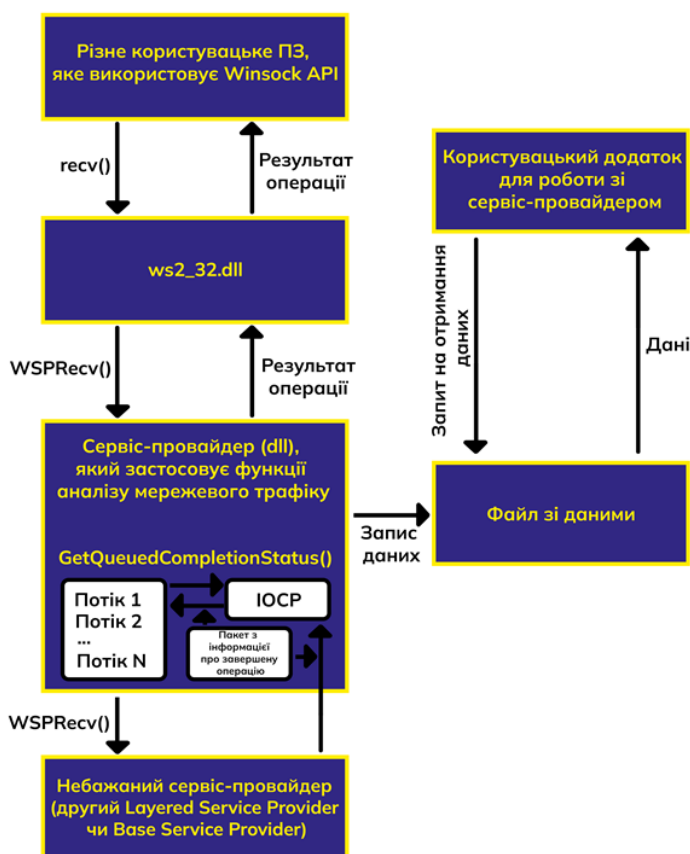 Різне користувацьке ПЗ,
яке використовує Winsock API
recv()
Результат
операції
ws2_32.dll
WSPRecv()
Результат
операції
Сервіс-провайдер (dll),
який застосовує функції
аналізу мережевого трафіку
GetQueuedCompletionStatus()
Потік 1
Потік 2
...
Потік N
IOCP
Пакет з
інформацієї
про завершену
операцію
WSPRecv()
Небажаний сервіс-провайдер
(другий Layered Service Provider
чи Base Service Provider)
Запис
даних
Користувацький додаток
для роботи зі
сервіс-провайдером
Запит на отримання
даних
Дані
Файл зі даними